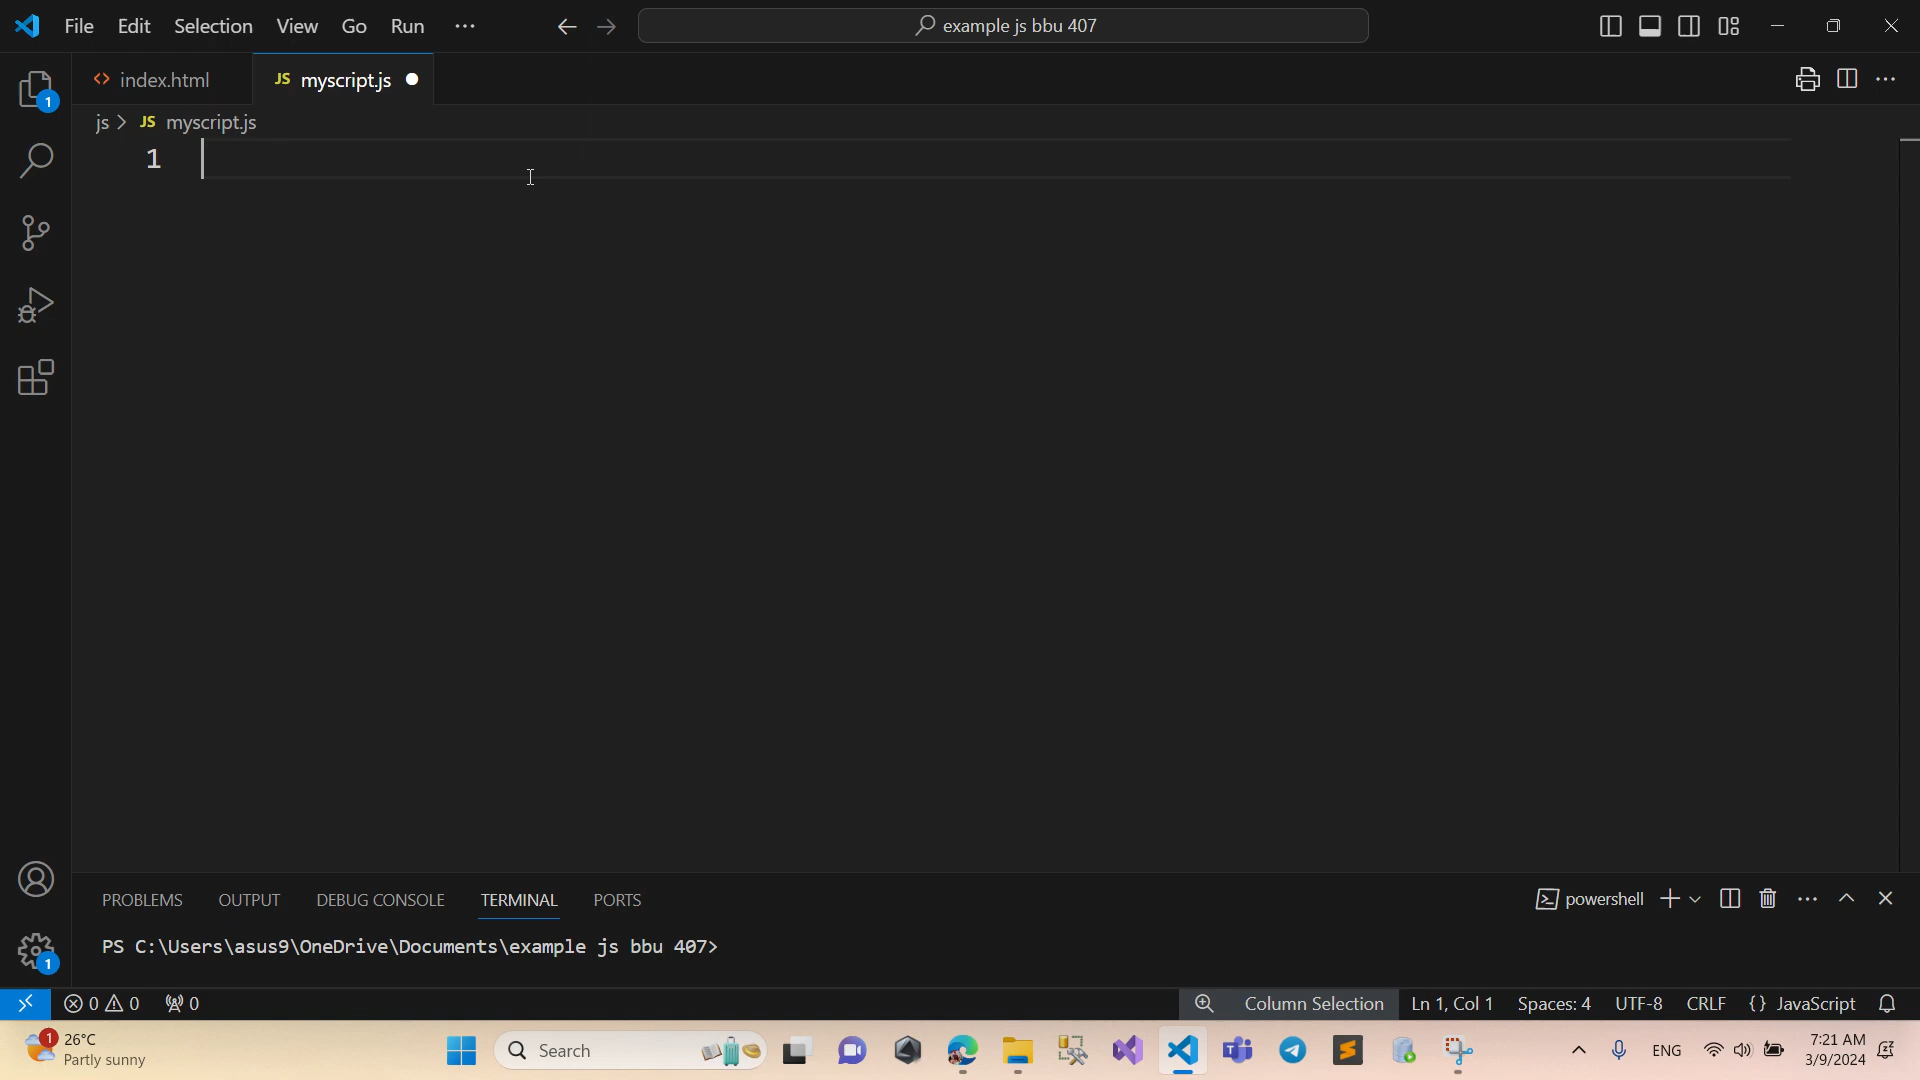 File Edit Selection View Go Run ··· example js bbu 407
index.html JS myscript.js
js > JS myscript.js
1
1
PROBLEMS OUTPUT DEBUG CONSOLE TERMINAL PORTS powershell
PS C:\Users\asus9\OneDrive\Documents\example js bbu 407>
1
0 0 0 Column Selection Ln 1, Col 1 Spaces: 4 UTF-8 CRLF {} JavaScript
1 26°C Search ENG 7:21 AM
Partly sunny 3/9/2024